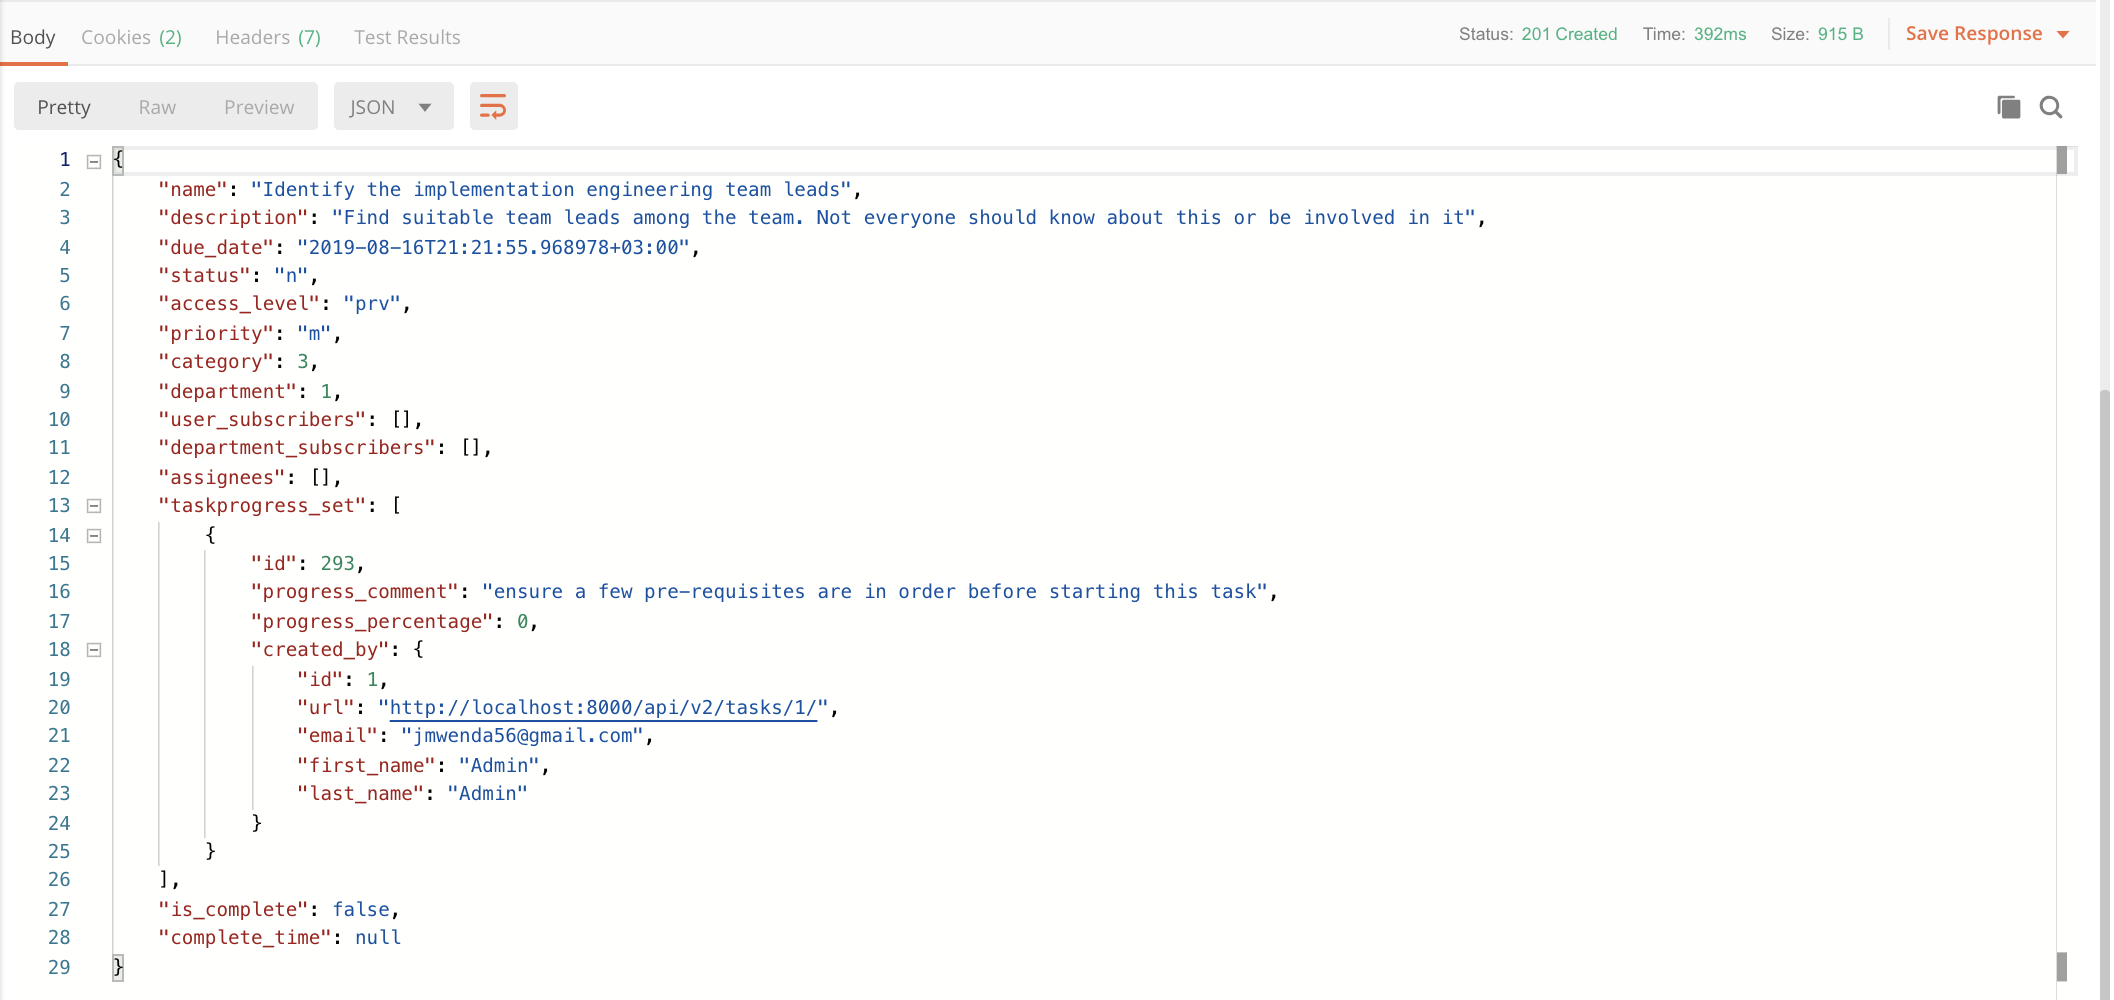 Body Cookies (2) Headers (7) Test Results Status: 201 Created Time: 392ms Size: 915 B Save Response
Pretty Raw Preview JSON
1 {
2 "name": "Identify the implementation engineering team leads",
3 "description": "Find suitable team leads among the team. Not everyone should know about this or be involved in it",
4 "due_date": "2019-08-16T21:21:55.968978+03:00",
5 "status": "n",
6 "access_level": "prv",
7 "priority": "m",
8 "category": 3,
9 "department": 1,
10 "user_subscribers": [],
11 "department_subscribers": [],
12 "assignees": [],
13 "taskprogress_set": [
14 {
15 "id": 293,
16 "progress_comment": "ensure a few pre-requisites are in order before starting this task",
17 "progress_percentage": 0,
18 "created_by": {
19 "id": 1,
20 "url": "http://localhost:8000/api/v2/tasks/1/",
21 "email": "jmwenda56@gmail.com",
22 "first_name": "Admin",
23 "last_name": "Admin"
24 }
25 }
26 ],
27 "is_complete": false,
28 "complete_time": null
29 }